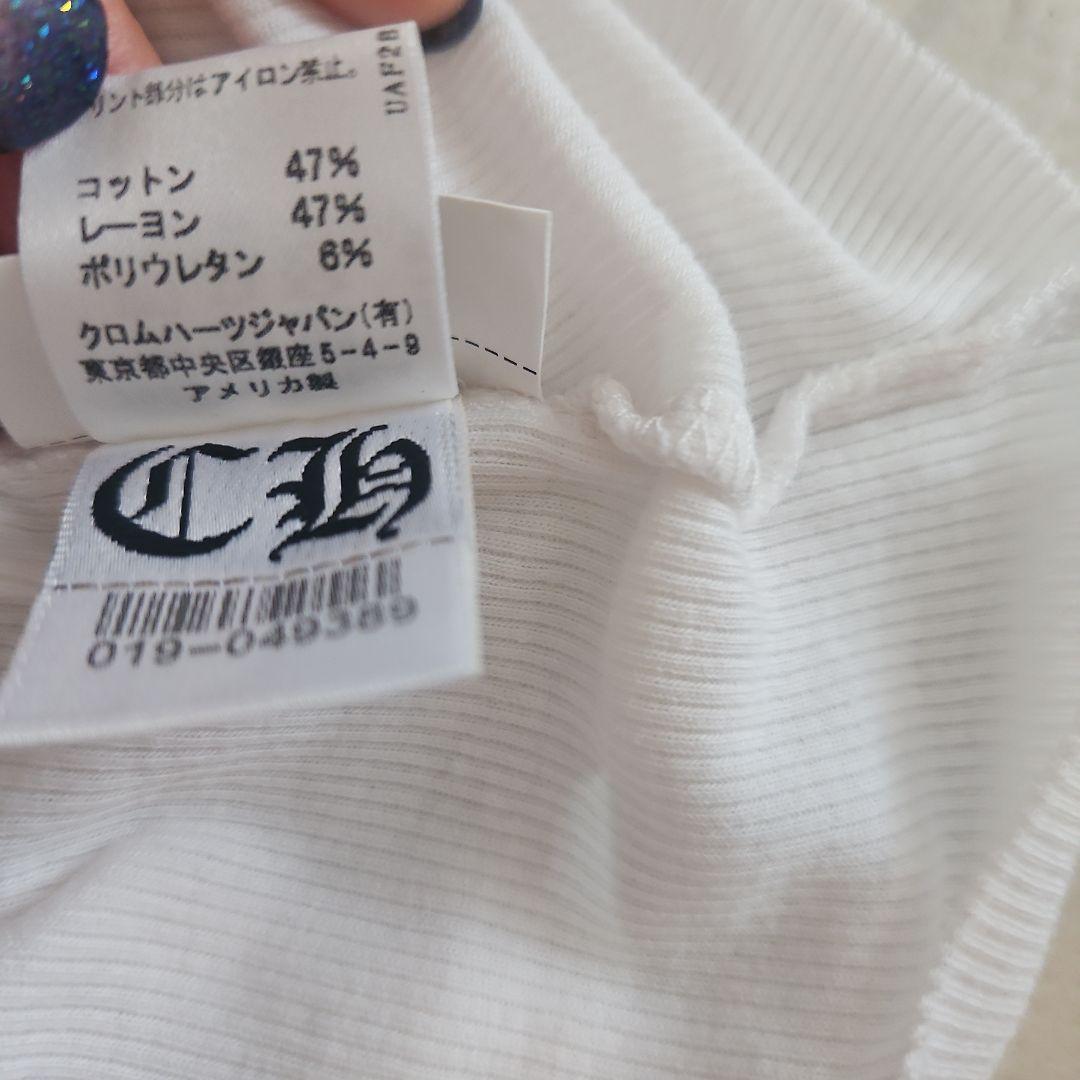 リント部分はアイロン禁止。
UAF28
コットン 47%
レーヨン 47%
ポリウレタン 6%
クロムハーツジャパン(有)
東京都中央区銀座5-4-9
アメリカ製
CH
019-049389